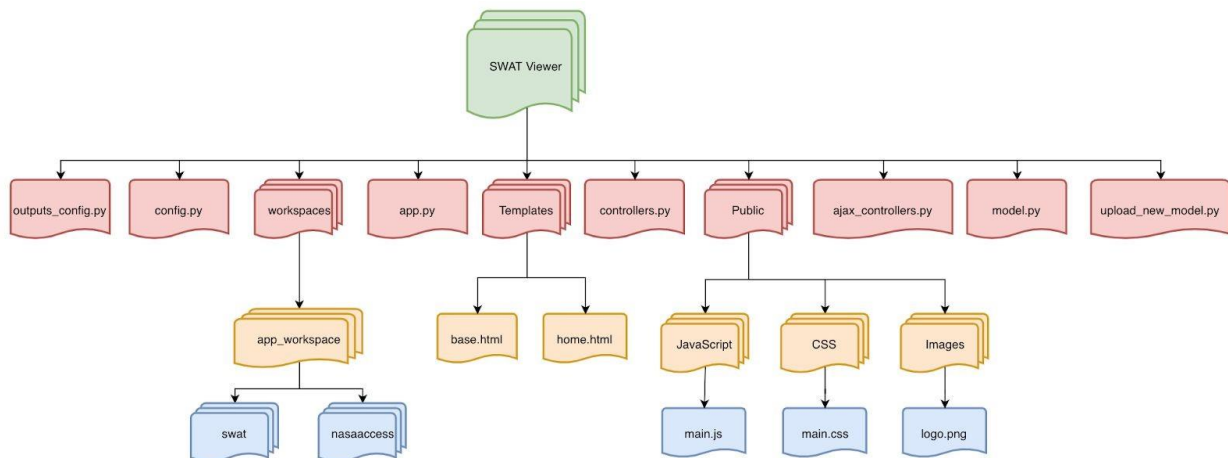 SWAT Viewer
outputs_config.py
config.py
workspaces
app.py
Templates
controllers.py
Public
ajax_controllers.py
model.py
upload_new_model.py
app_workspace
base.html
home.html
JavaScript
CSS
Images
swat
nasaaccess
main.js
main.css
logo.png